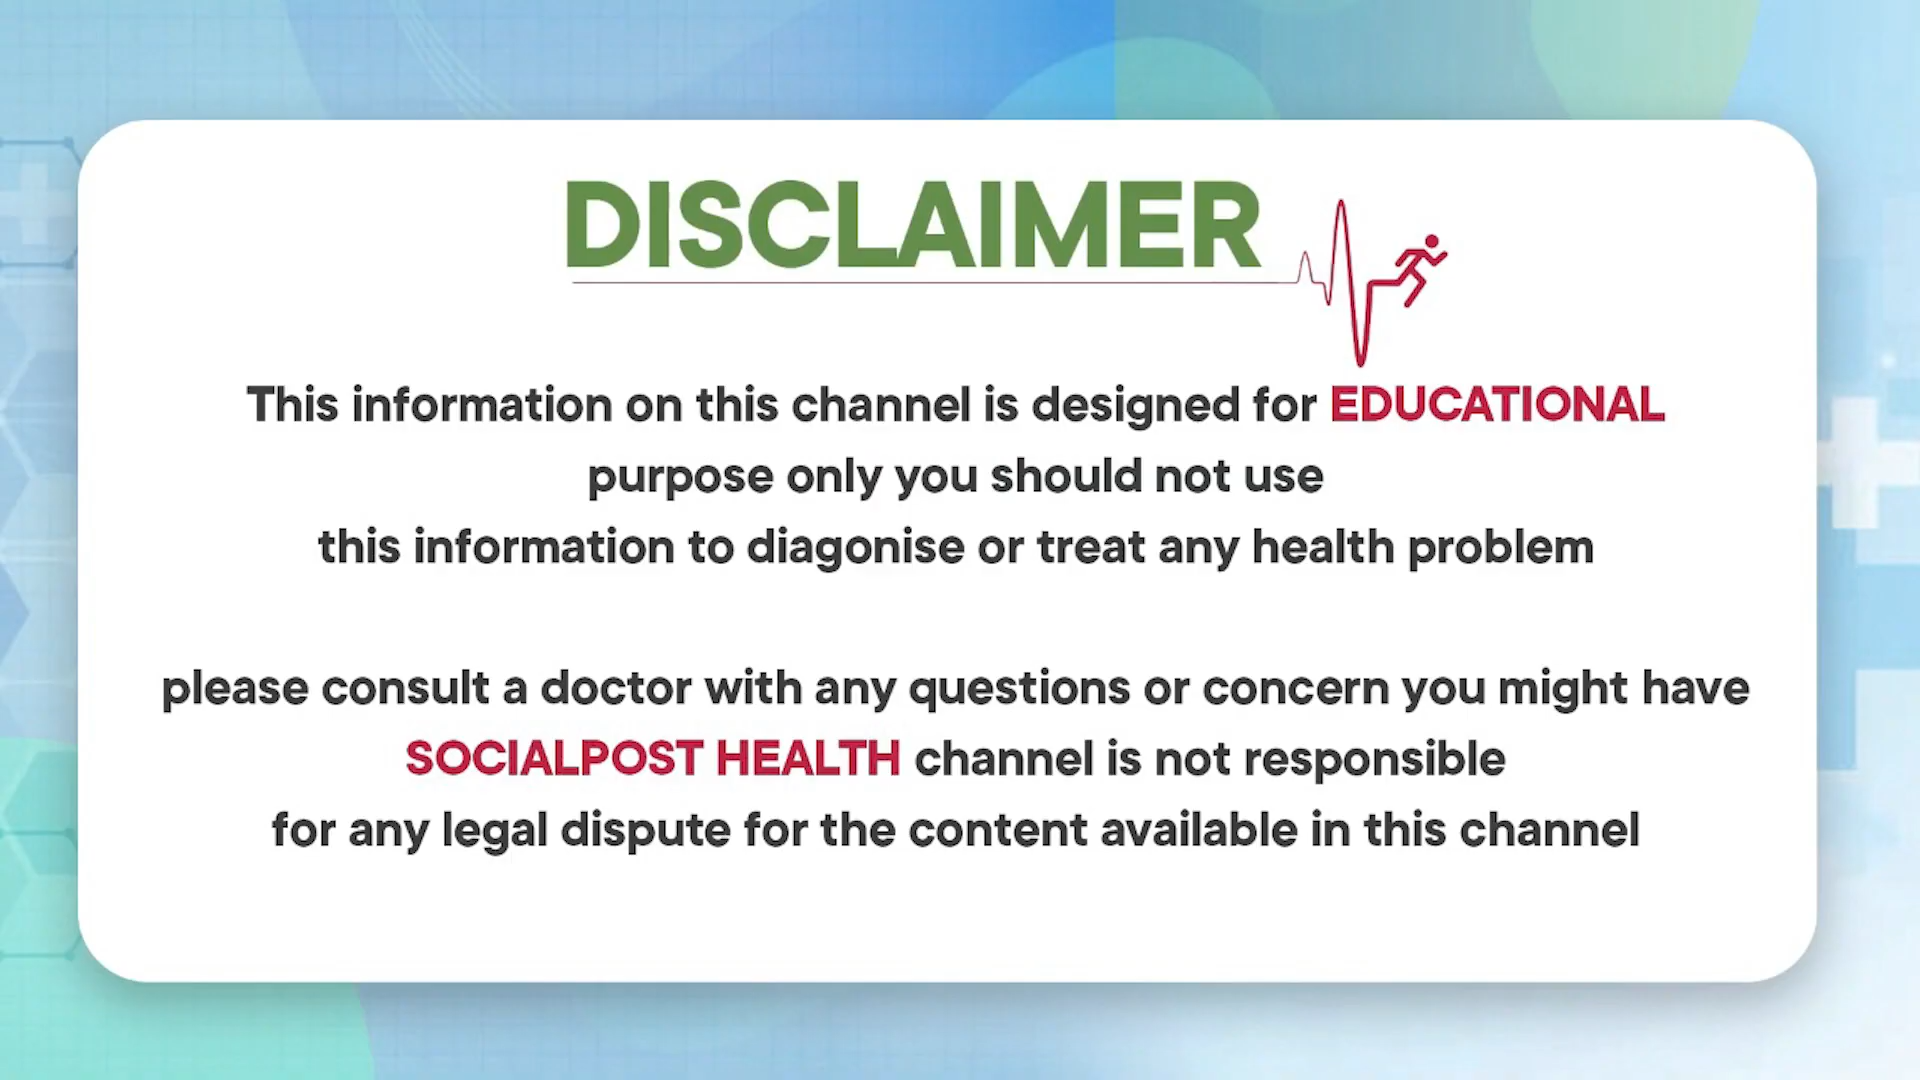 DISCLAIMER
This information on this channel is designed for EDUCATIONAL
purpose only you should not use
this information to diagonise or treat any health problem
please consult a doctor with any questions or concern you might have
SOCIALPOST HEALTH channel is not responsible
for any legal dispute for the content available in this channel